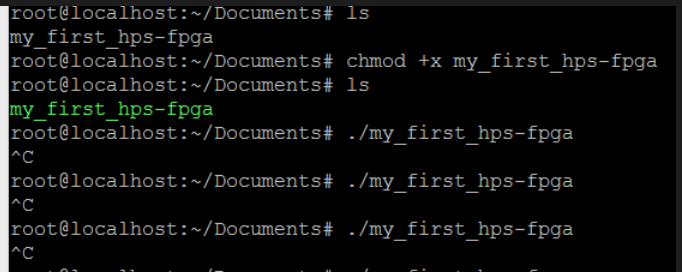 root@localhost:~/Documents# ls
my_first_hps-fpga
root@localhost:~/Documents# chmod +x my_first_hps-fpga
root@localhost:~/Documents# ls
my_first_hps-fpga
root@localhost:~/Documents# ./my_first_hps-fpga
^C
root@localhost:~/Documents# ./my_first_hps-fpga
^C
root@localhost:~/Documents# ./my_first_hps-fpga
^C